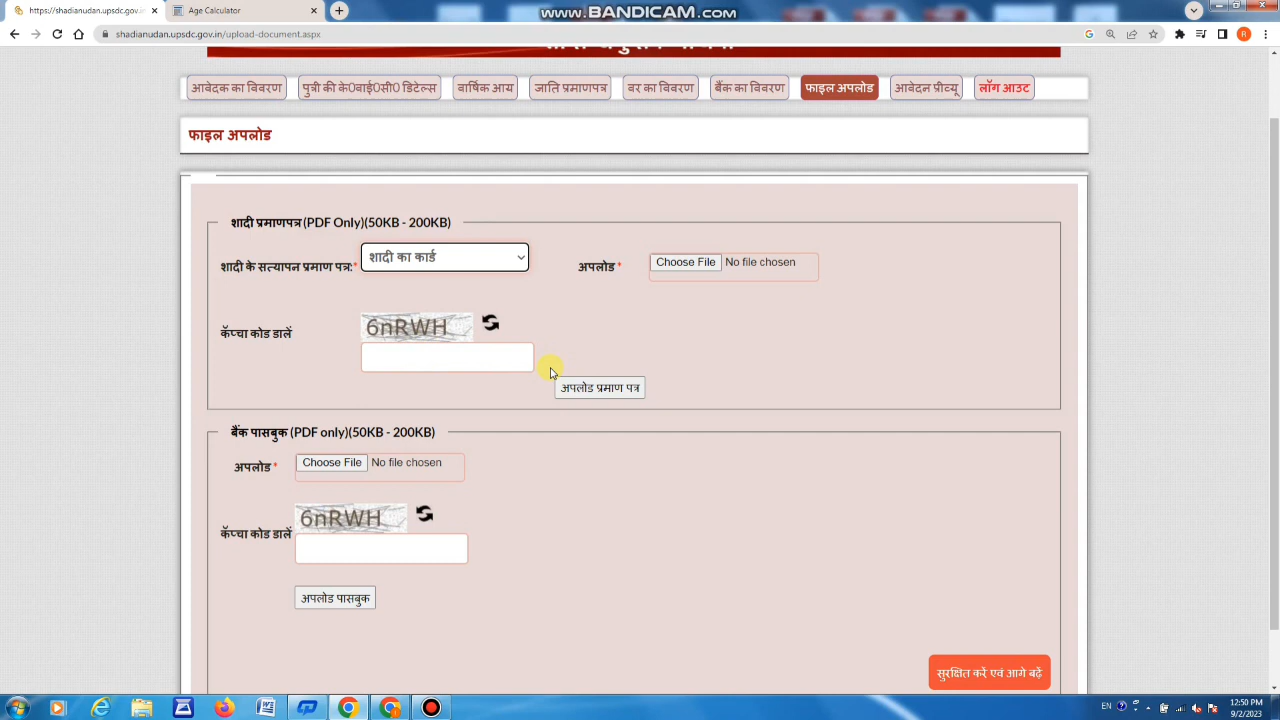 www.BANDICAM.com
https://shadianudan.upsdc.gov.in/
Age Calculator
shadianudan.upsdc.gov.in/upload-document.aspx
R
आवेदक का विवरण
पुत्री की के0वाई0सी0 डिटेल्स
वार्षिक आय
जाति प्रमाणपत्र
वर का विवरण
बैंक का विवरण
फाइल अपलोड
आवेदन प्रीव्यू
लॉग आउट
फाइल अपलोड
शादी प्रमाणपत्र (PDF Only)(50KB - 200KB)
शादी के सत्यापन प्रमाण पत्र:*
शादी का कार्ड
अपलोड *
Choose File No file chosen
कॅप्चा कोड डालें
6nRWH
अपलोड प्रमाण पत्र
बैंक पासबुक (PDF only)(50KB - 200KB)
अपलोड *
Choose File No file chosen
कॅप्चा कोड डालें
6nRWH
अपलोड पासबुक
सुरक्षित करें एवं आगे बढ़ें
EN
12:50 PM
9/2/2023